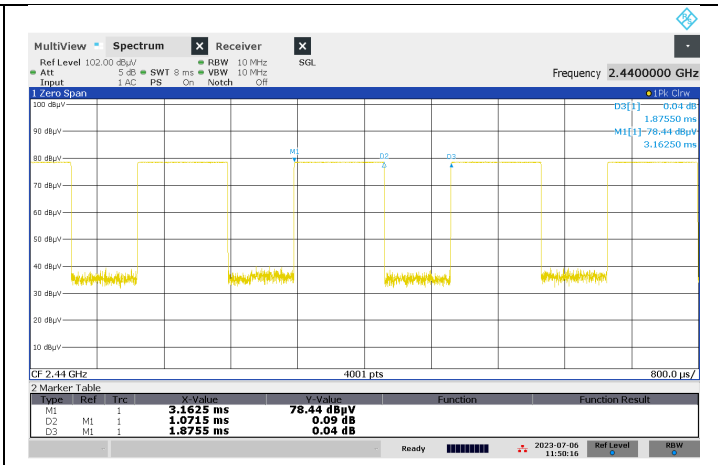 R&S
MultiView Spectrum X Receiver X
Ref Level 102.00 dBµV RBW 10 MHz SGL
Att 5 dB SWT 8 ms VBW 10 MHz Frequency 2.4400000 GHz
Input 1 AC PS On Notch Off
1 Zero Span 1Pk Clrw
100 dBµV D3[1] 0.04 dB
1.87550 ms
90 dBµV M1[1] 78.44 dBµV
3.16250 ms
M1 D2 D3
80 dBµV
70 dBµV
60 dBµV
50 dBµV
40 dBµV
30 dBµV
20 dBµV
10 dBµV
CF 2.44 GHz 4001 pts 800.0 µs/
2 Marker Table
Type Ref Trc X-Value Y-Value Function Function Result
M1 1 3.1625 ms 78.44 dBµV
D2 M1 1 1.0715 ms 0.09 dB
D3 M1 1 1.8755 ms 0.04 dB
Ready 2023-07-06 Ref Level RBW
11:50:16